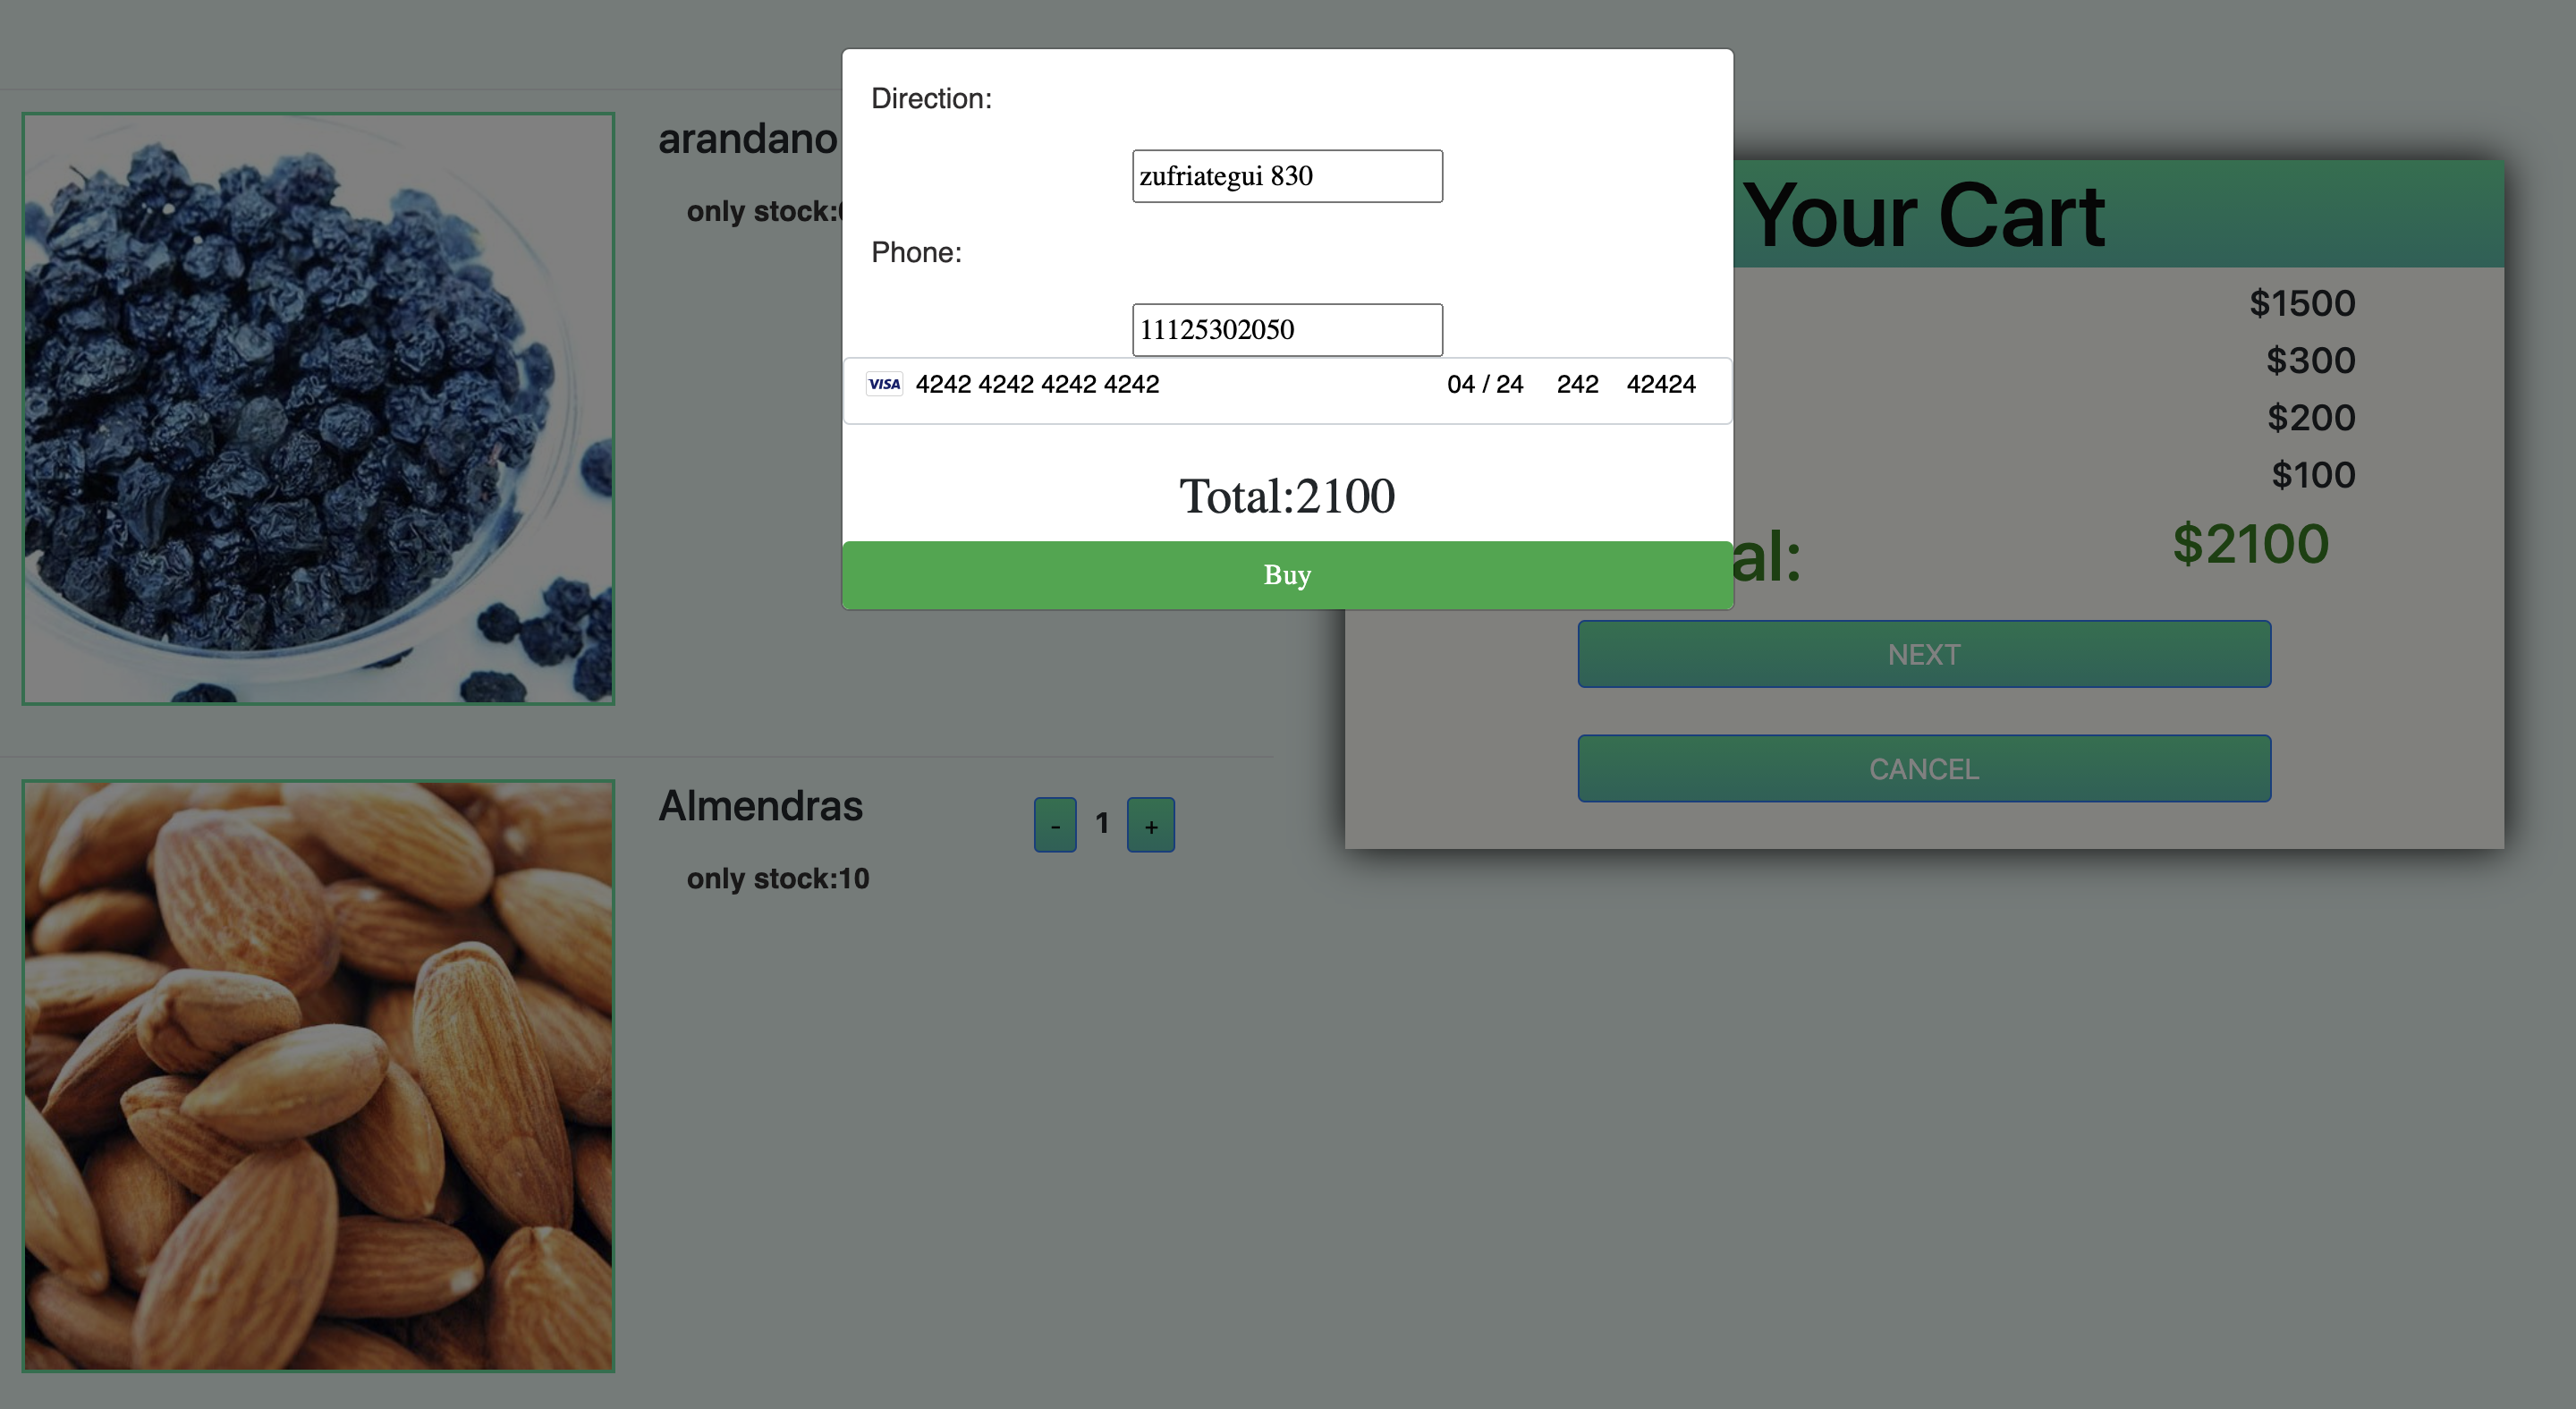 Direction:
zufriategui 830
Phone:
11125302050
VISA 4242 4242 4242 4242 04 / 24 242 42424
Total:2100
Buy
arandano
only stock:
Almendras
- 1 +
only stock:10
Your Cart
$1500
$300
$200
$100
al: $2100
NEXT
CANCEL